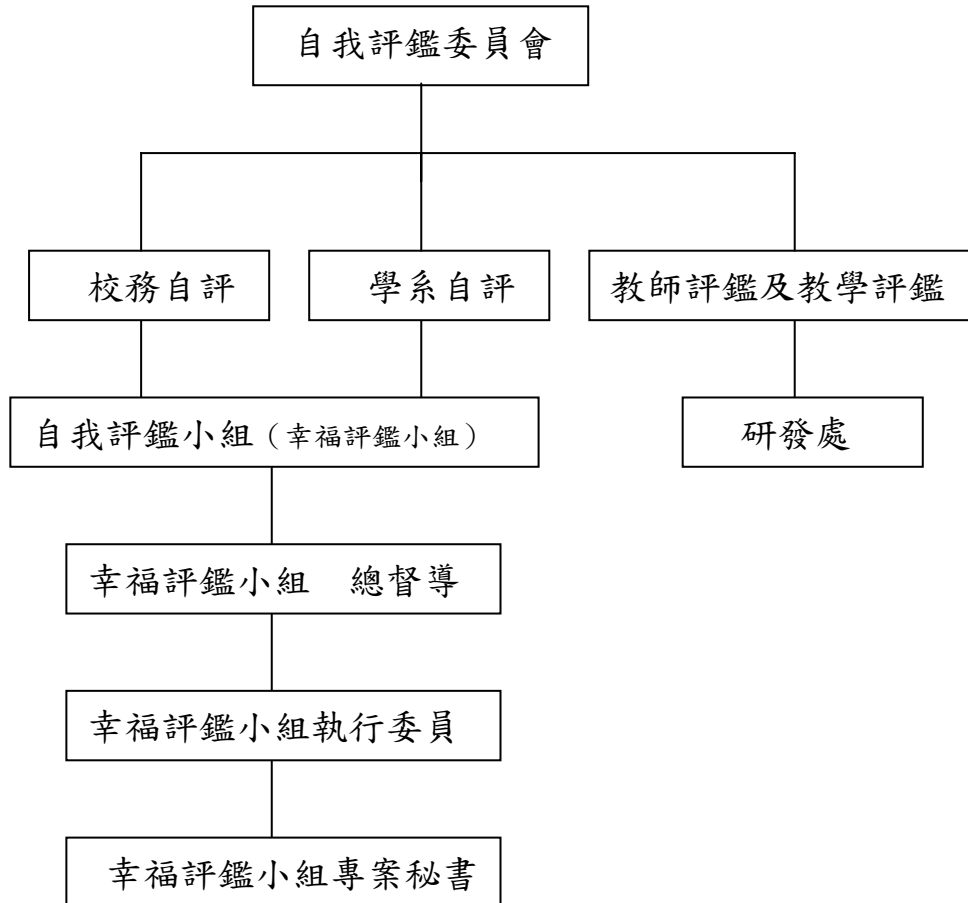 自我評鑑委員會
校務自評
學系自評
教師評鑑及教學評鑑
自我評鑑小組（幸福評鑑小組）
研發處
幸福評鑑小組　總督導
幸福評鑑小組執行委員
幸福評鑑小組專案秘書